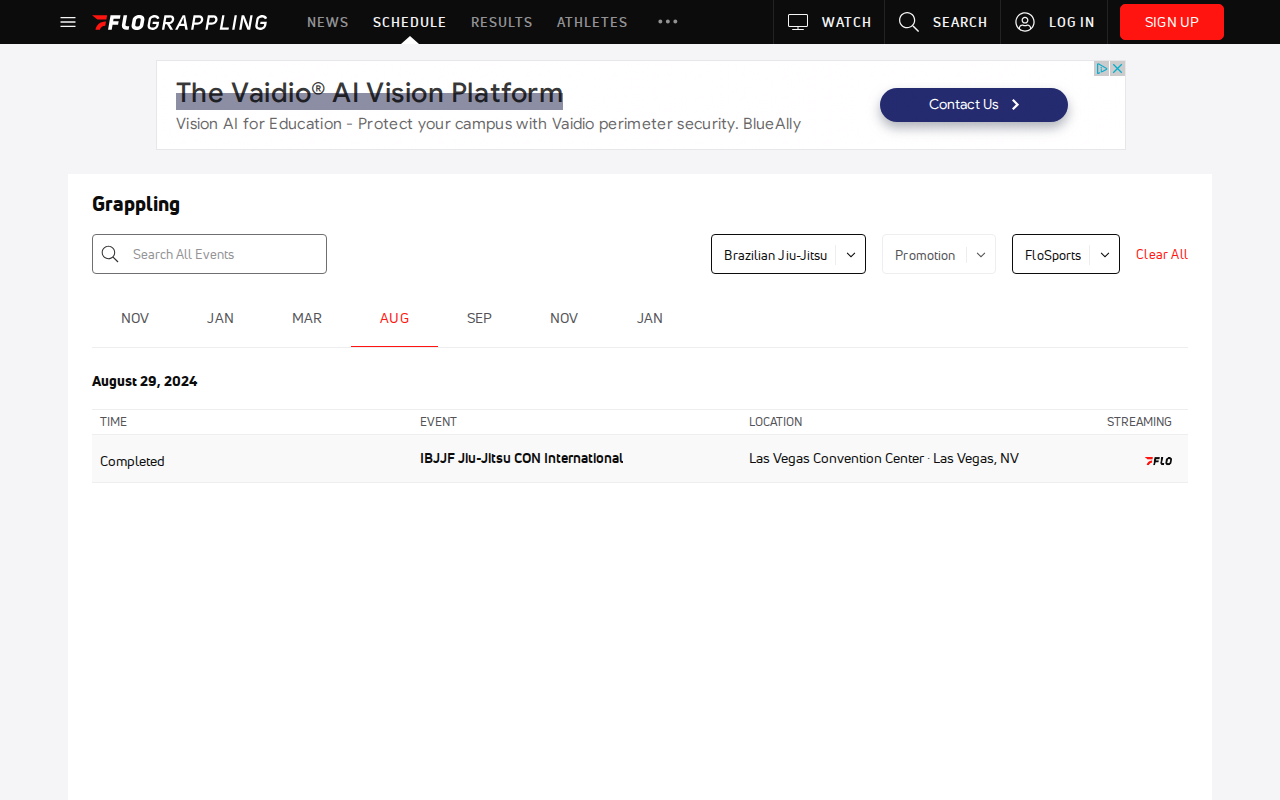 FLOGRAPPLING NEWS SCHEDULE RESULTS ATHLETES ••• WATCH SEARCH LOG IN SIGN UP
The Vaidio® AI Vision Platform
Vision AI for Education - Protect your campus with Vaidio perimeter security. BlueAlly
Contact Us
Grappling
Search All Events Brazilian Jiu-Jitsu Promotion FloSports Clear All
NOV JAN MAR AUG SEP NOV JAN
August 29, 2024
TIME EVENT LOCATION STREAMING
Completed IBJJF Jiu-Jitsu CON International Las Vegas Convention Center · Las Vegas, NV FLO